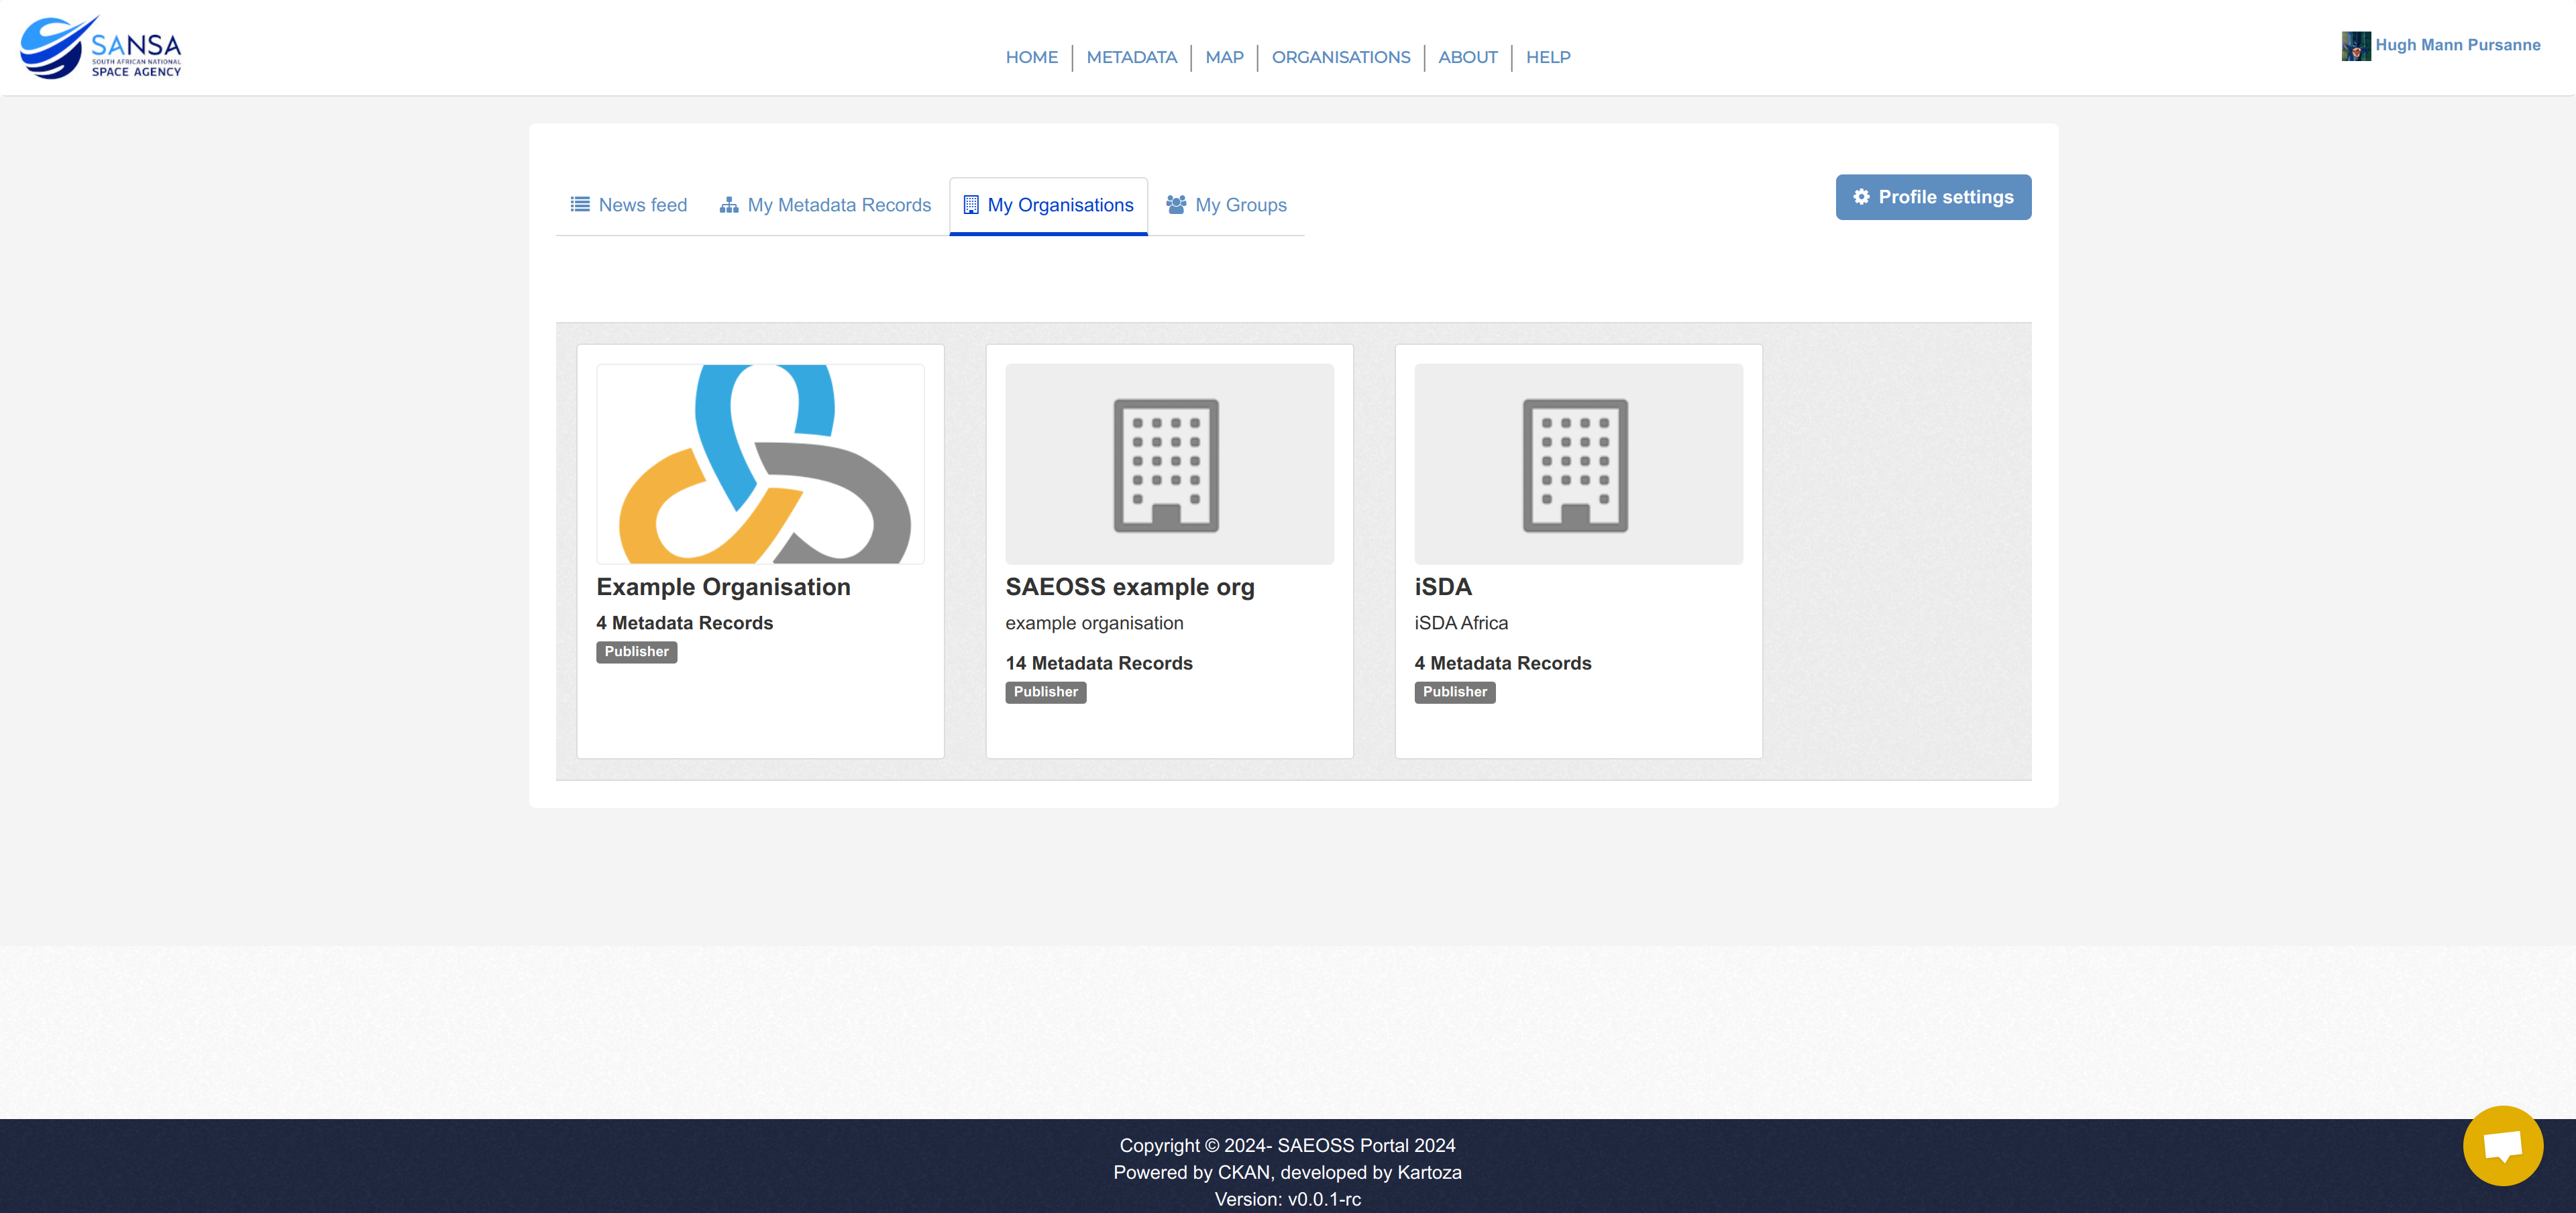 SANSA
SOUTH AFRICAN NATIONAL
SPACE AGENCY
HOME
METADATA
MAP
ORGANISATIONS
ABOUT
HELP
Hugh Mann Pursanne
News feed
My Metadata Records
My Organisations
My Groups
Profile settings
Example Organisation
4 Metadata Records
Publisher
SAEOSS example org
example organisation
14 Metadata Records
Publisher
iSDA
iSDA Africa
4 Metadata Records
Publisher
Copyright © 2024- SAEOSS Portal 2024
Powered by CKAN, developed by Kartoza
Version: v0.0.1-rc